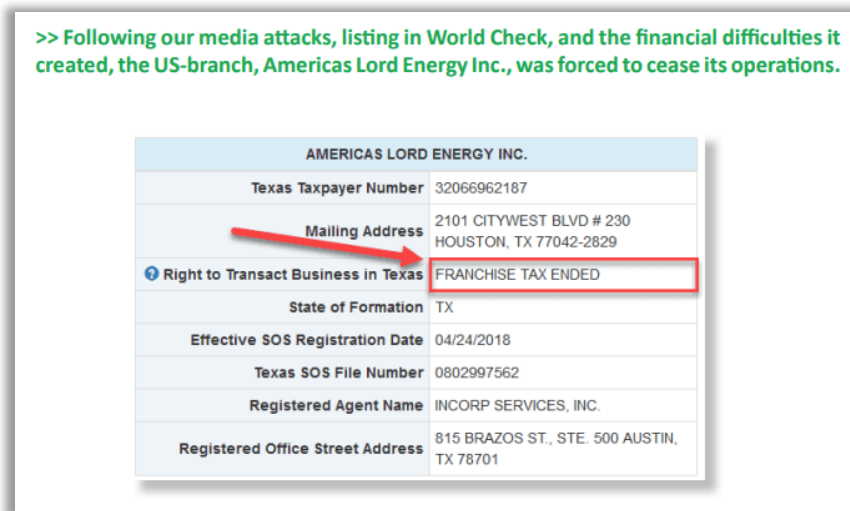 >> Following our media attacks, listing in World Check, and the financial difficulties it
created, the US-branch, Americas Lord Energy Inc., was forced to cease its operations.
AMERICAS LORD ENERGY INC.
Texas Taxpayer Number 32066962187
Mailing Address 2101 CITYWEST BLVD # 230
HOUSTON, TX 77042-2829
? Right to Transact Business in Texas FRANCHISE TAX ENDED
State of Formation TX
Effective SOS Registration Date 04/24/2018
Texas SOS File Number 0802997562
Registered Agent Name INCORP SERVICES, INC.
Registered Office Street Address 815 BRAZOS ST., STE. 500 AUSTIN,
TX 78701